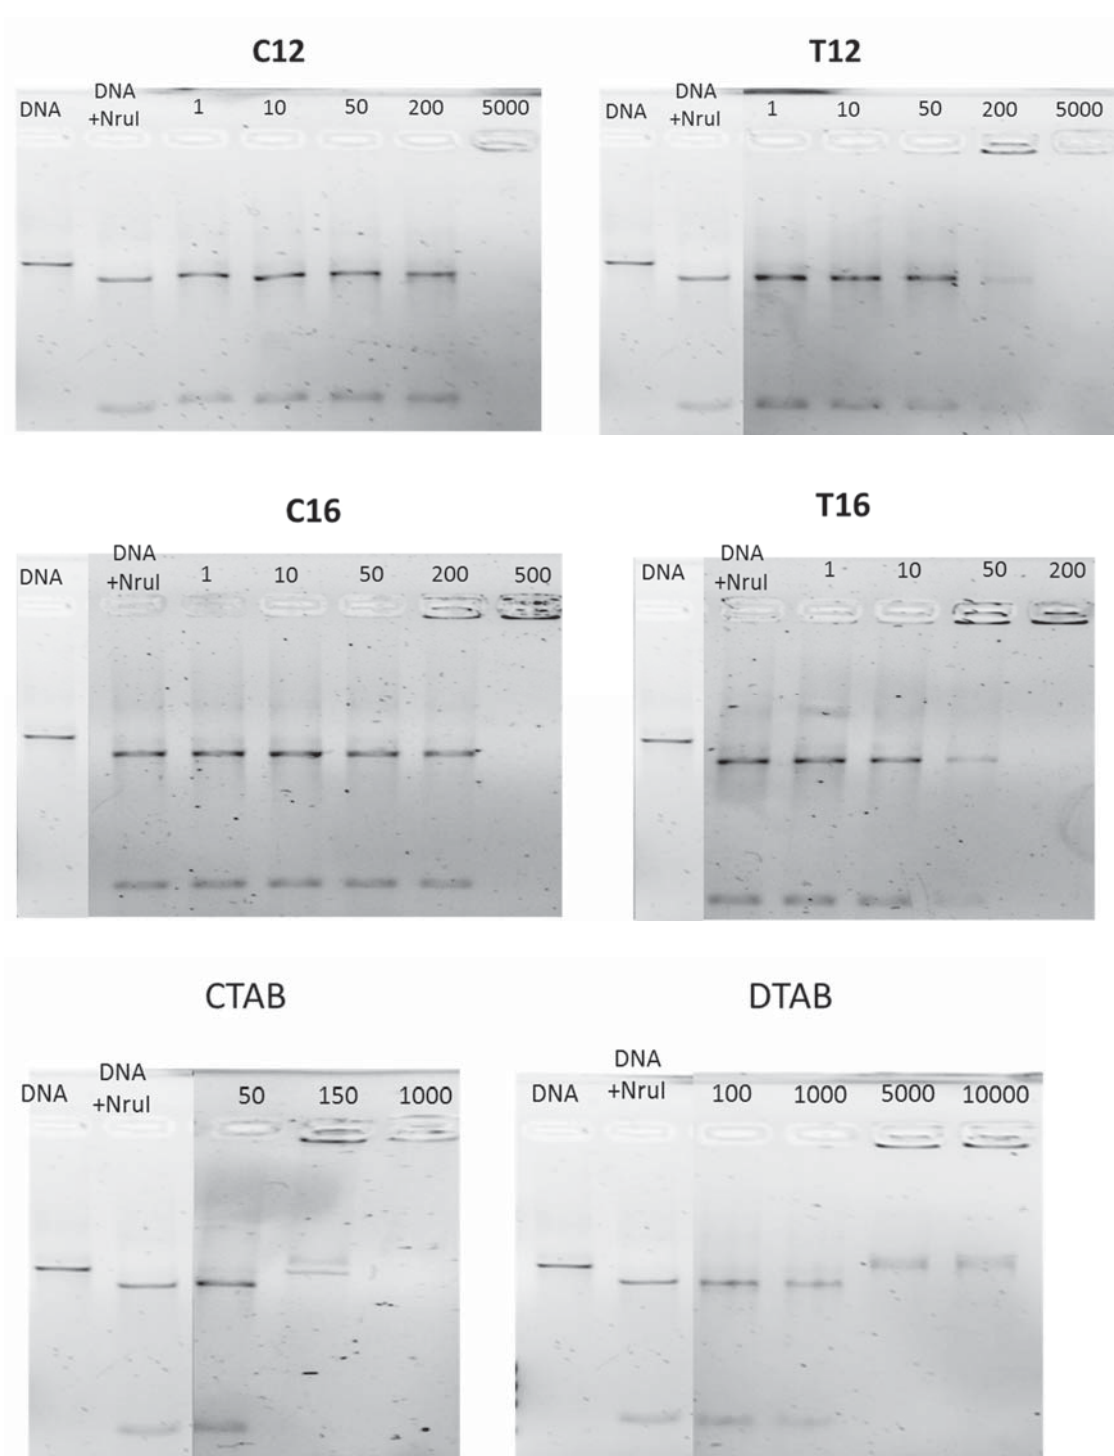 C12
DNA
DNA
+NruI
1 10 50 200 5000
T12
DNA
DNA
+NruI
1 10 50 200 5000
C16
DNA
DNA
+NruI
1 10 50 200 500
T16
DNA
DNA
+NruI
1 10 50 200
CTAB
DNA
DNA
+NruI
50 150 1000
DTAB
DNA
DNA
+NruI
100 1000 5000 10000